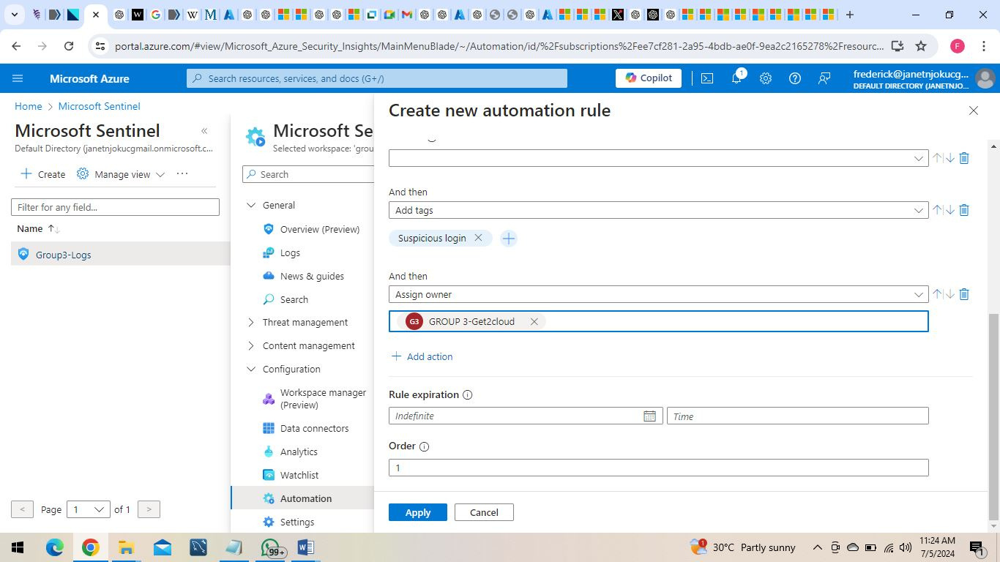 portal.azure.com/#view/Microsoft_Azure_Security_Insights/MainMenuBlade/~/Automation/id/%2Fsubscriptions%2Fee7cf281-2a95-4bdb-ae0f-9ea2c2165278%2Fresourc...
F
Microsoft Azure
Search resources, services, and docs (G+/)
Copilot
1
frederick@janetnjokucg...
DEFAULT DIRECTORY (JANETNJO...
Home > Microsoft Sentinel
Microsoft Sentinel
Default Directory (janetnjokucgmail.onmicrosoft.c...
Create
Manage view
Filter for any field...
Name
Group3-Logs
< Page 1 of 1 >
Microsoft Se
Selected workspace: 'grou
Search
General
Overview (Preview)
Logs
News & guides
Search
Threat management
Content management
Configuration
Workspace manager
(Preview)
Data connectors
Analytics
Watchlist
Automation
Settings
Create new automation rule
And then
Add tags
Suspicious login
And then
Assign owner
G3 GROUP 3-Get2cloud
Add action
Rule expiration
Indefinite
Time
Order
1
Apply
Cancel
99+
1
30°C Partly sunny
11:24 AM
7/5/2024
1